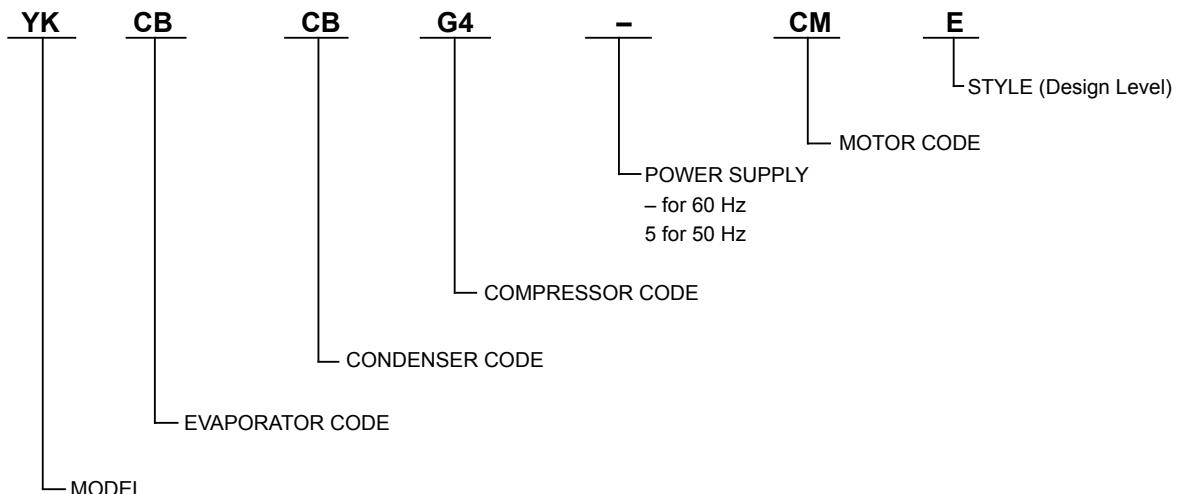 YK CB CB G4 – CM E
STYLE (Design Level)
MOTOR CODE
POWER SUPPLY
– for 60 Hz
5 for 50 Hz
COMPRESSOR CODE
CONDENSER CODE
EVAPORATOR CODE
MODEL